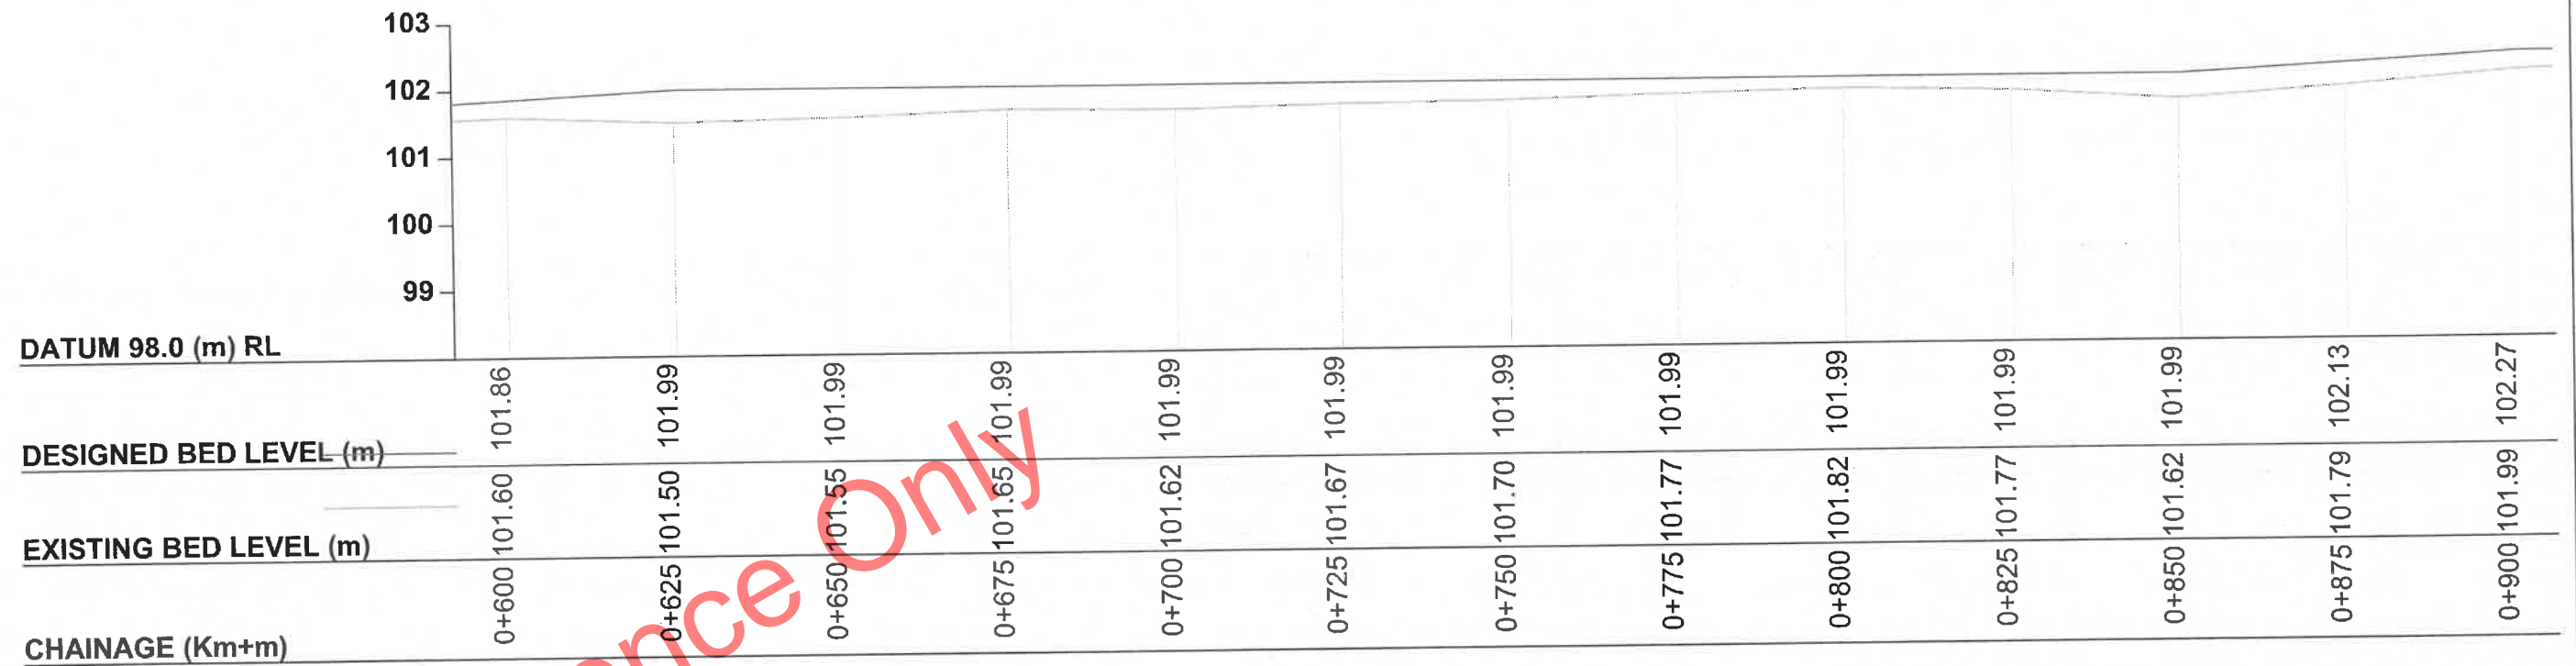 103
102
101
100
99
DATUM 98.0 (m) RL
DESIGNED BED LEVEL (m) 101.86 101.99 101.99 101.99 101.99 101.99 101.99 101.99 101.99 101.99 101.99 102.13 102.27
EXISTING BED LEVEL (m) 101.60 101.50 101.55 101.65 101.62 101.67 101.70 101.77 101.82 101.77 101.62 101.79 101.99
CHAINAGE (Km+m) 0+600 0+625 0+650 0+675 0+700 0+725 0+750 0+775 0+800 0+825 0+850 0+875 0+900
ence Only